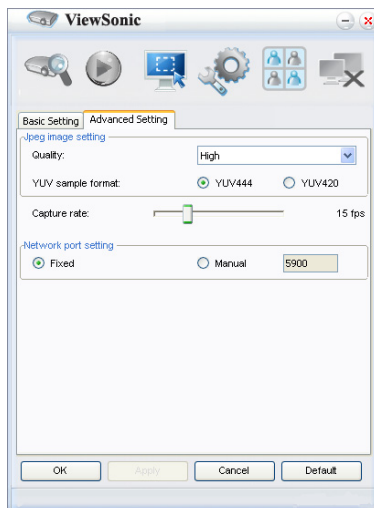 ViewSonic
Basic Setting Advanced Setting
Jpeg image setting
Quality: High
YUV sample format: YUV444 YUV420
Capture rate: 15 fps
Network port setting
Fixed Manual 5900
OK Apply Cancel Default